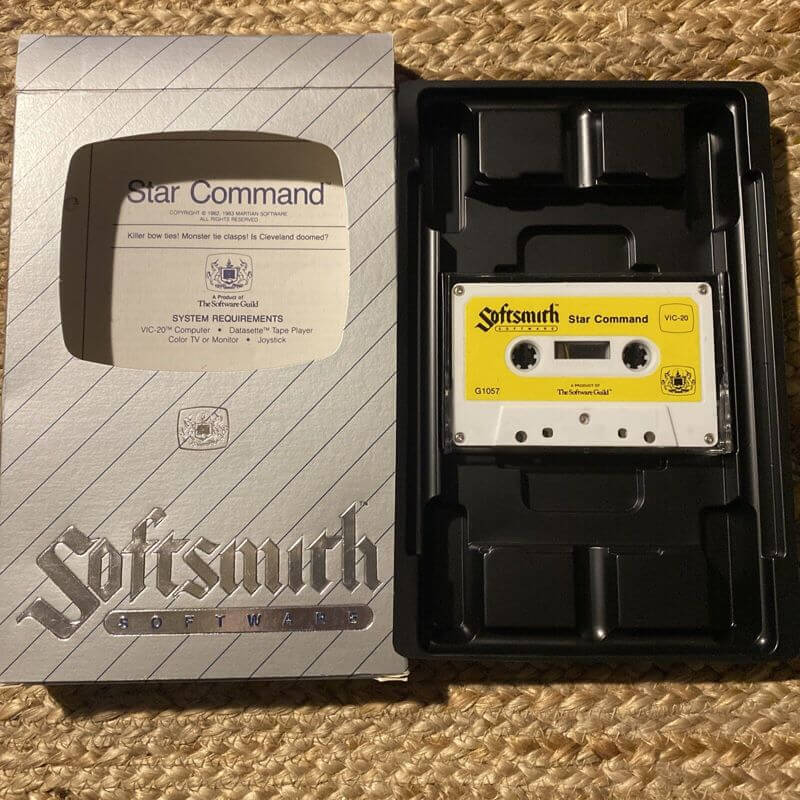 Star Command
COPYRIGHT © 1982, 1983 MARTIAN SOFTWARE
ALL RIGHTS RESERVED
Killer bow ties! Monster tie clasps! Is Cleveland doomed?
A Product of
The Software Guild
SYSTEM REQUIREMENTS
VIC-20™ Computer • Datasette™ Tape Player
Color TV or Monitor • Joystick
Softsmith™
SOFTWARE
Softsmith
SOFTWARE
Star Command
VIC-20
G1057
A PRODUCT OF
The Software Guild™